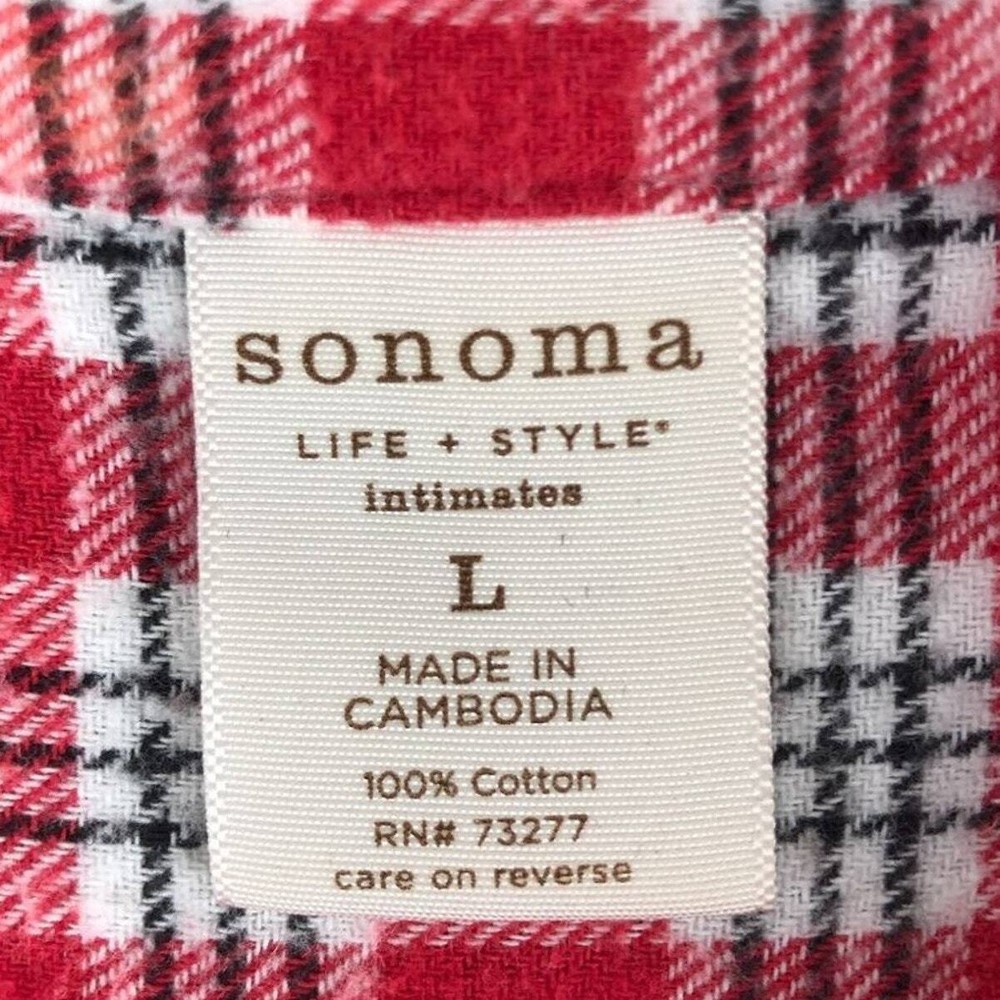 sonoma
LIFE + STYLE®
intimates
L
MADE IN
CAMBODIA
100% Cotton
RN# 73277
care on reverse